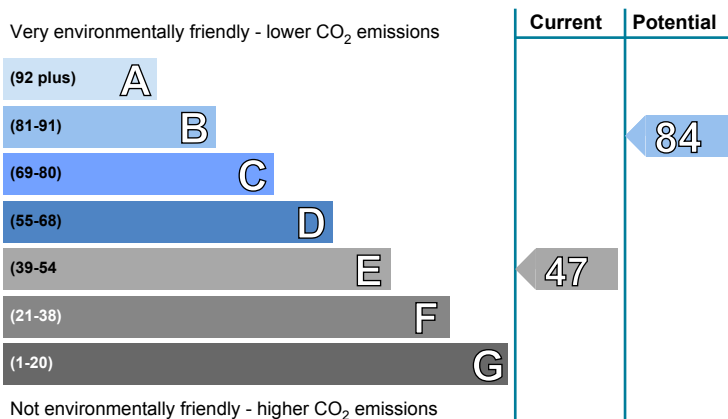 Very environmentally friendly - lower CO2 emissions
Current
Potential
(92 plus) A
(81-91) B
84
(69-80) C
(55-68) D
(39-54 E
47
(21-38) F
(1-20) G
Not environmentally friendly - higher CO2 emissions